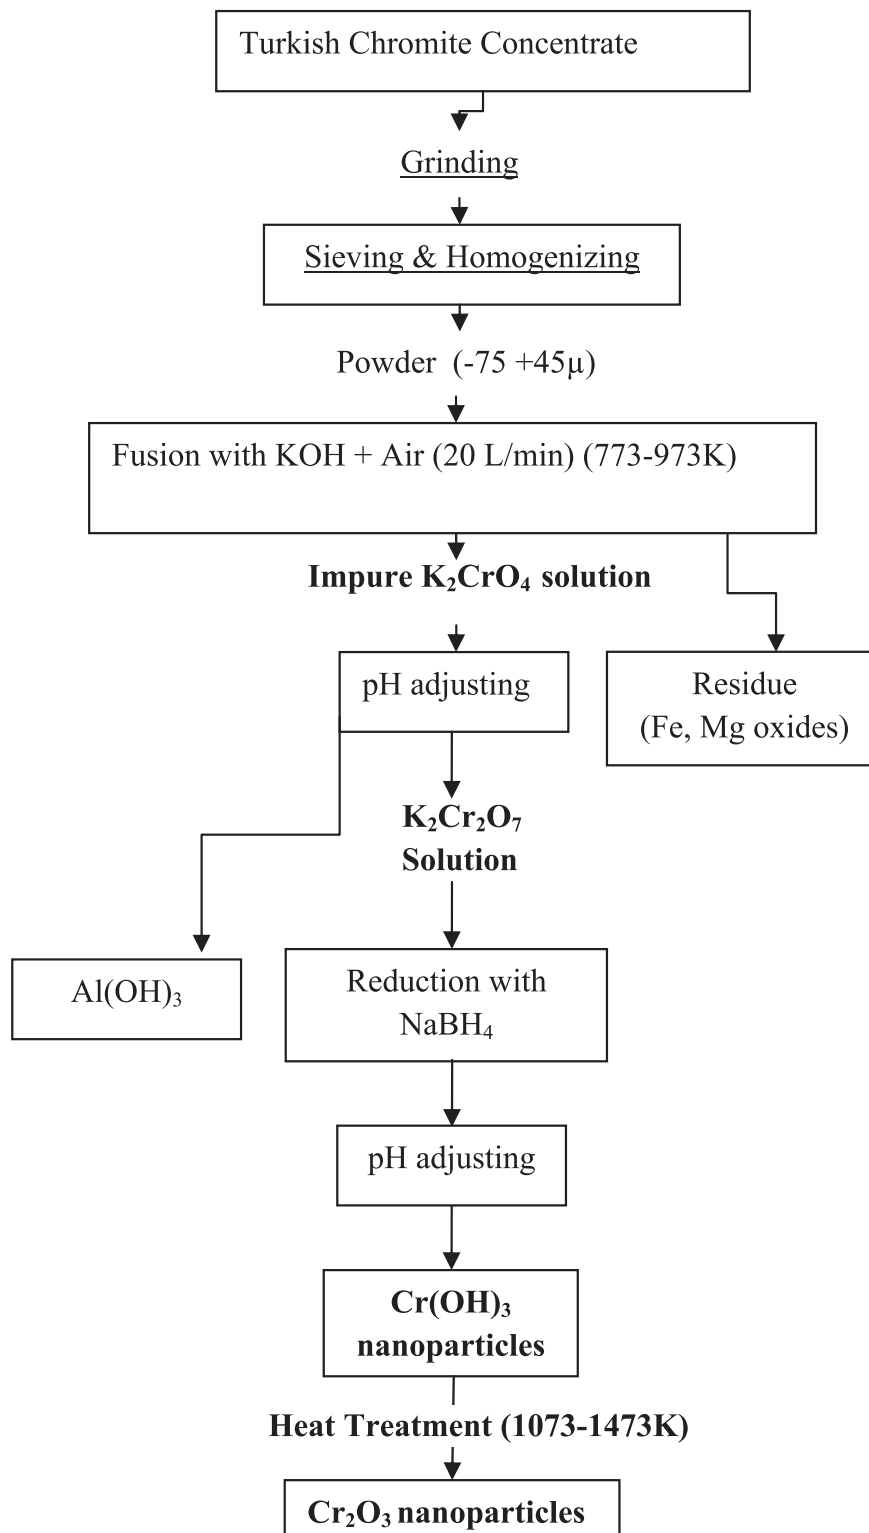 Turkish Chromite Concentrate
Grinding
Sieving & Homogenizing
Powder (-75 +45µ)
Fusion with KOH + Air (20 L/min) (773-973K)
Impure K₂CrO₄ solution
pH adjusting
Residue
(Fe, Mg oxides)
K₂Cr₂O₇
Solution
Al(OH)₃
Reduction with
NaBH₄
pH adjusting
Cr(OH)₃
nanoparticles
Heat Treatment (1073-1473K)
Cr₂O₃ nanoparticles